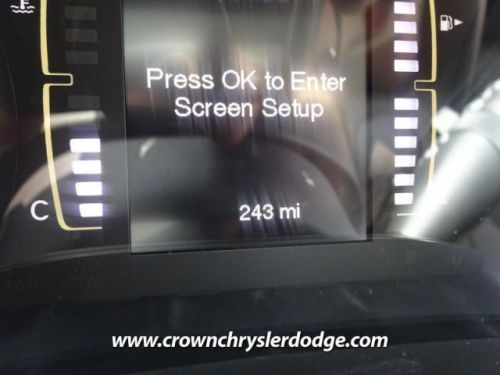 Press OK to Enter
Screen Setup
C
243 mi
www.crownchryslerdodge.com